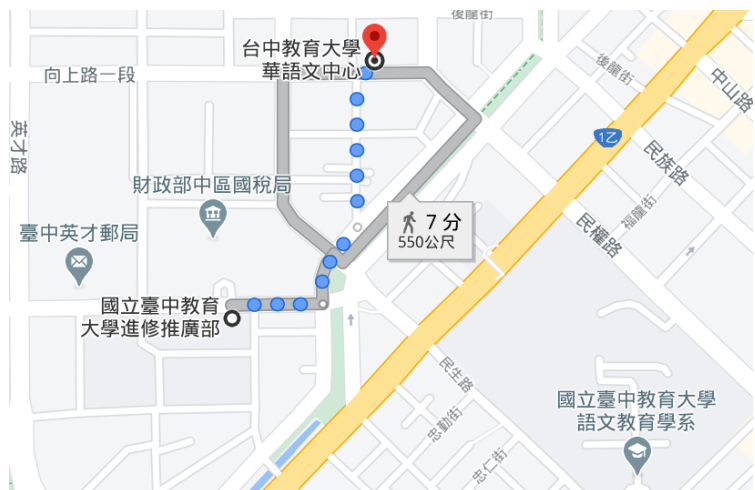 後龍街
台中教育大學
華語文中心
向上路一段
後龍街
中山路
英才路
1乙
民族路
財政部中區國稅局
福龍街
7 分
550公尺
民權路
臺中英才郵局
國立臺中教育
大學進修推廣部
民生路
國立臺中教育大學
語文教育學系
忠勤街
忠仁街